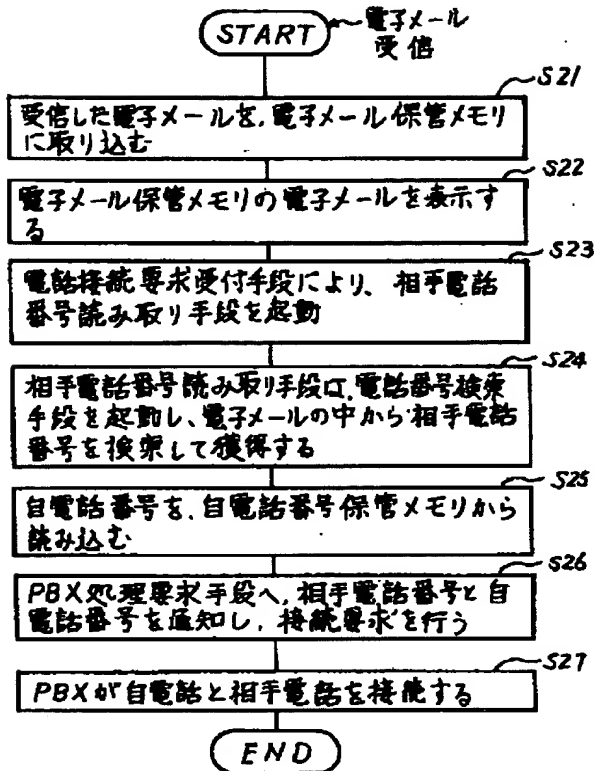 START
電子メール
受信
S21
受信した電子メールを、電子メール保管メモリ
に取り込む
S22
電子メール保管メモリの電子メールを表示す
る
S23
電話接続要求受付手段により、相手電話
番号読み取り手段を起動
S24
相手電話番号読み取り手段は、電話番号検索
手段を起動し、電子メールの中から相手電話
番号を検索して獲得する
S25
自電話番号を、自電話番号保管メモリから
読み込む
S26
PBX処理要求手段へ、相手電話番号と自
電話番号を通知し、接続要求を行う
S27
PBXが自電話と相手電話を接続する
END